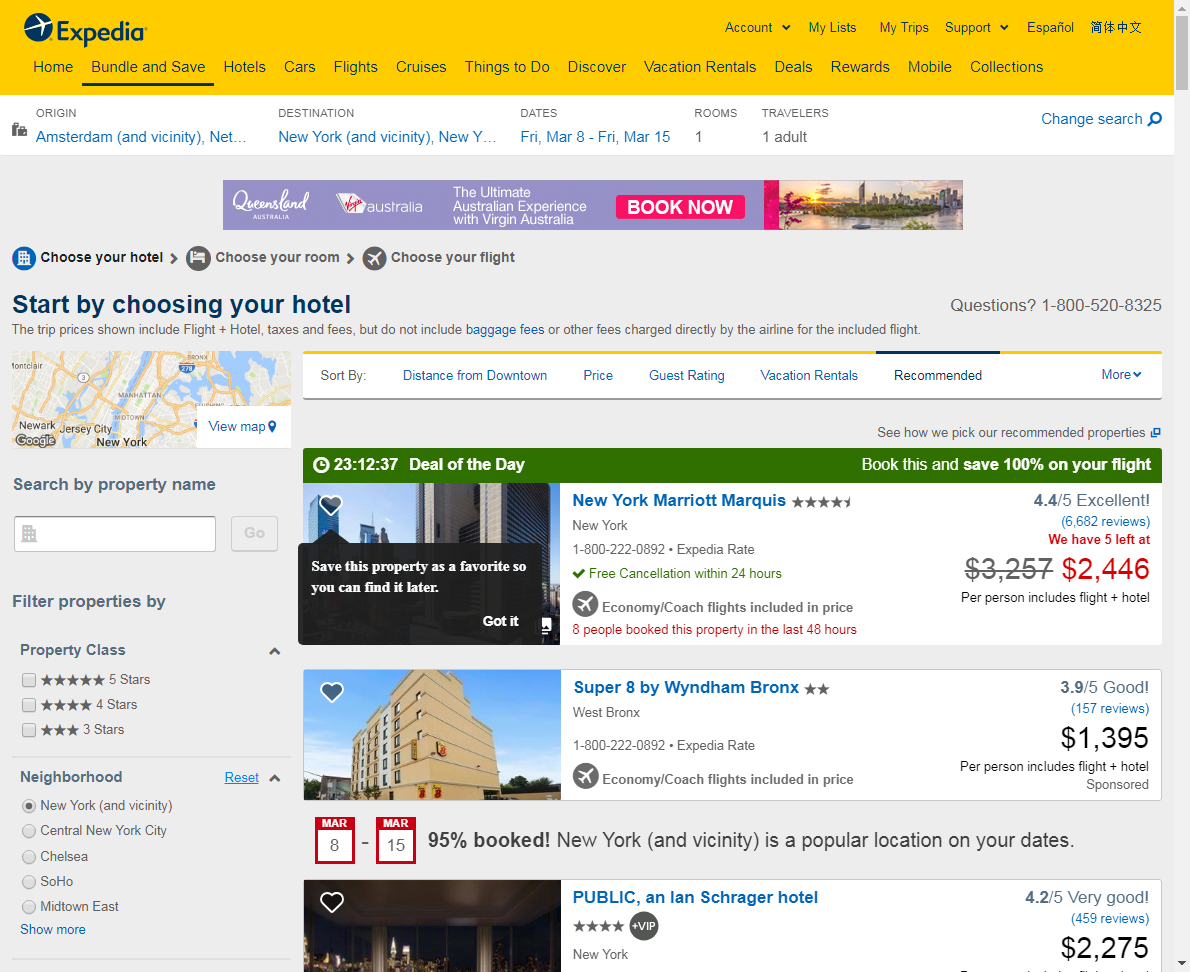 Expedia
Account My Lists My Trips Support Español 简体中文
Home Bundle and Save Hotels Cars Flights Cruises Things to Do Discover Vacation Rentals Deals Rewards Mobile Collections
ORIGIN DESTINATION DATES ROOMS TRAVELERS
Amsterdam (and vicinity), Net... New York (and vicinity), New Y... Fri, Mar 8 - Fri, Mar 15 1 1 adult
Change search
Queensland
AUSTRALIA
Virgin australia
The Ultimate
Australian Experience
with Virgin Australia
BOOK NOW
Choose your hotel Choose your room Choose your flight
Start by choosing your hotel
Questions? 1-800-520-8325
The trip prices shown include Flight + Hotel, taxes and fees, but do not include baggage fees or other fees charged directly by the airline for the included flight.
BRONX
278
3
MANHATTAN
MIDTOWN
Newark
Jersey City
New York
Google
View map
Sort By: Distance from Downtown Price Guest Rating Vacation Rentals Recommended More
See how we pick our recommended properties
Search by property name
Go
Filter properties by
Property Class
5 Stars
4 Stars
3 Stars
Neighborhood Reset
New York (and vicinity)
Central New York City
Chelsea
SoHo
Midtown East
Show more
23:12:37 Deal of the Day Book this and save 100% on your flight
Save this property as a favorite so
you can find it later.
Got it
New York Marriott Marquis
New York
1-800-222-0892 • Expedia Rate
Free Cancellation within 24 hours
Economy/Coach flights included in price
8 people booked this property in the last 48 hours
4.4/5 Excellent!
(6,682 reviews)
We have 5 left at
$3,257 $2,446
Per person includes flight + hotel
Super 8 by Wyndham Bronx
West Bronx
1-800-222-0892 • Expedia Rate
Economy/Coach flights included in price
3.9/5 Good!
(157 reviews)
$1,395
Per person includes flight + hotel
Sponsored
MAR 8 - MAR 15 95% booked! New York (and vicinity) is a popular location on your dates.
PUBLIC, an Ian Schrager hotel
+VIP
New York
4.2/5 Very good!
(459 reviews)
$2,275